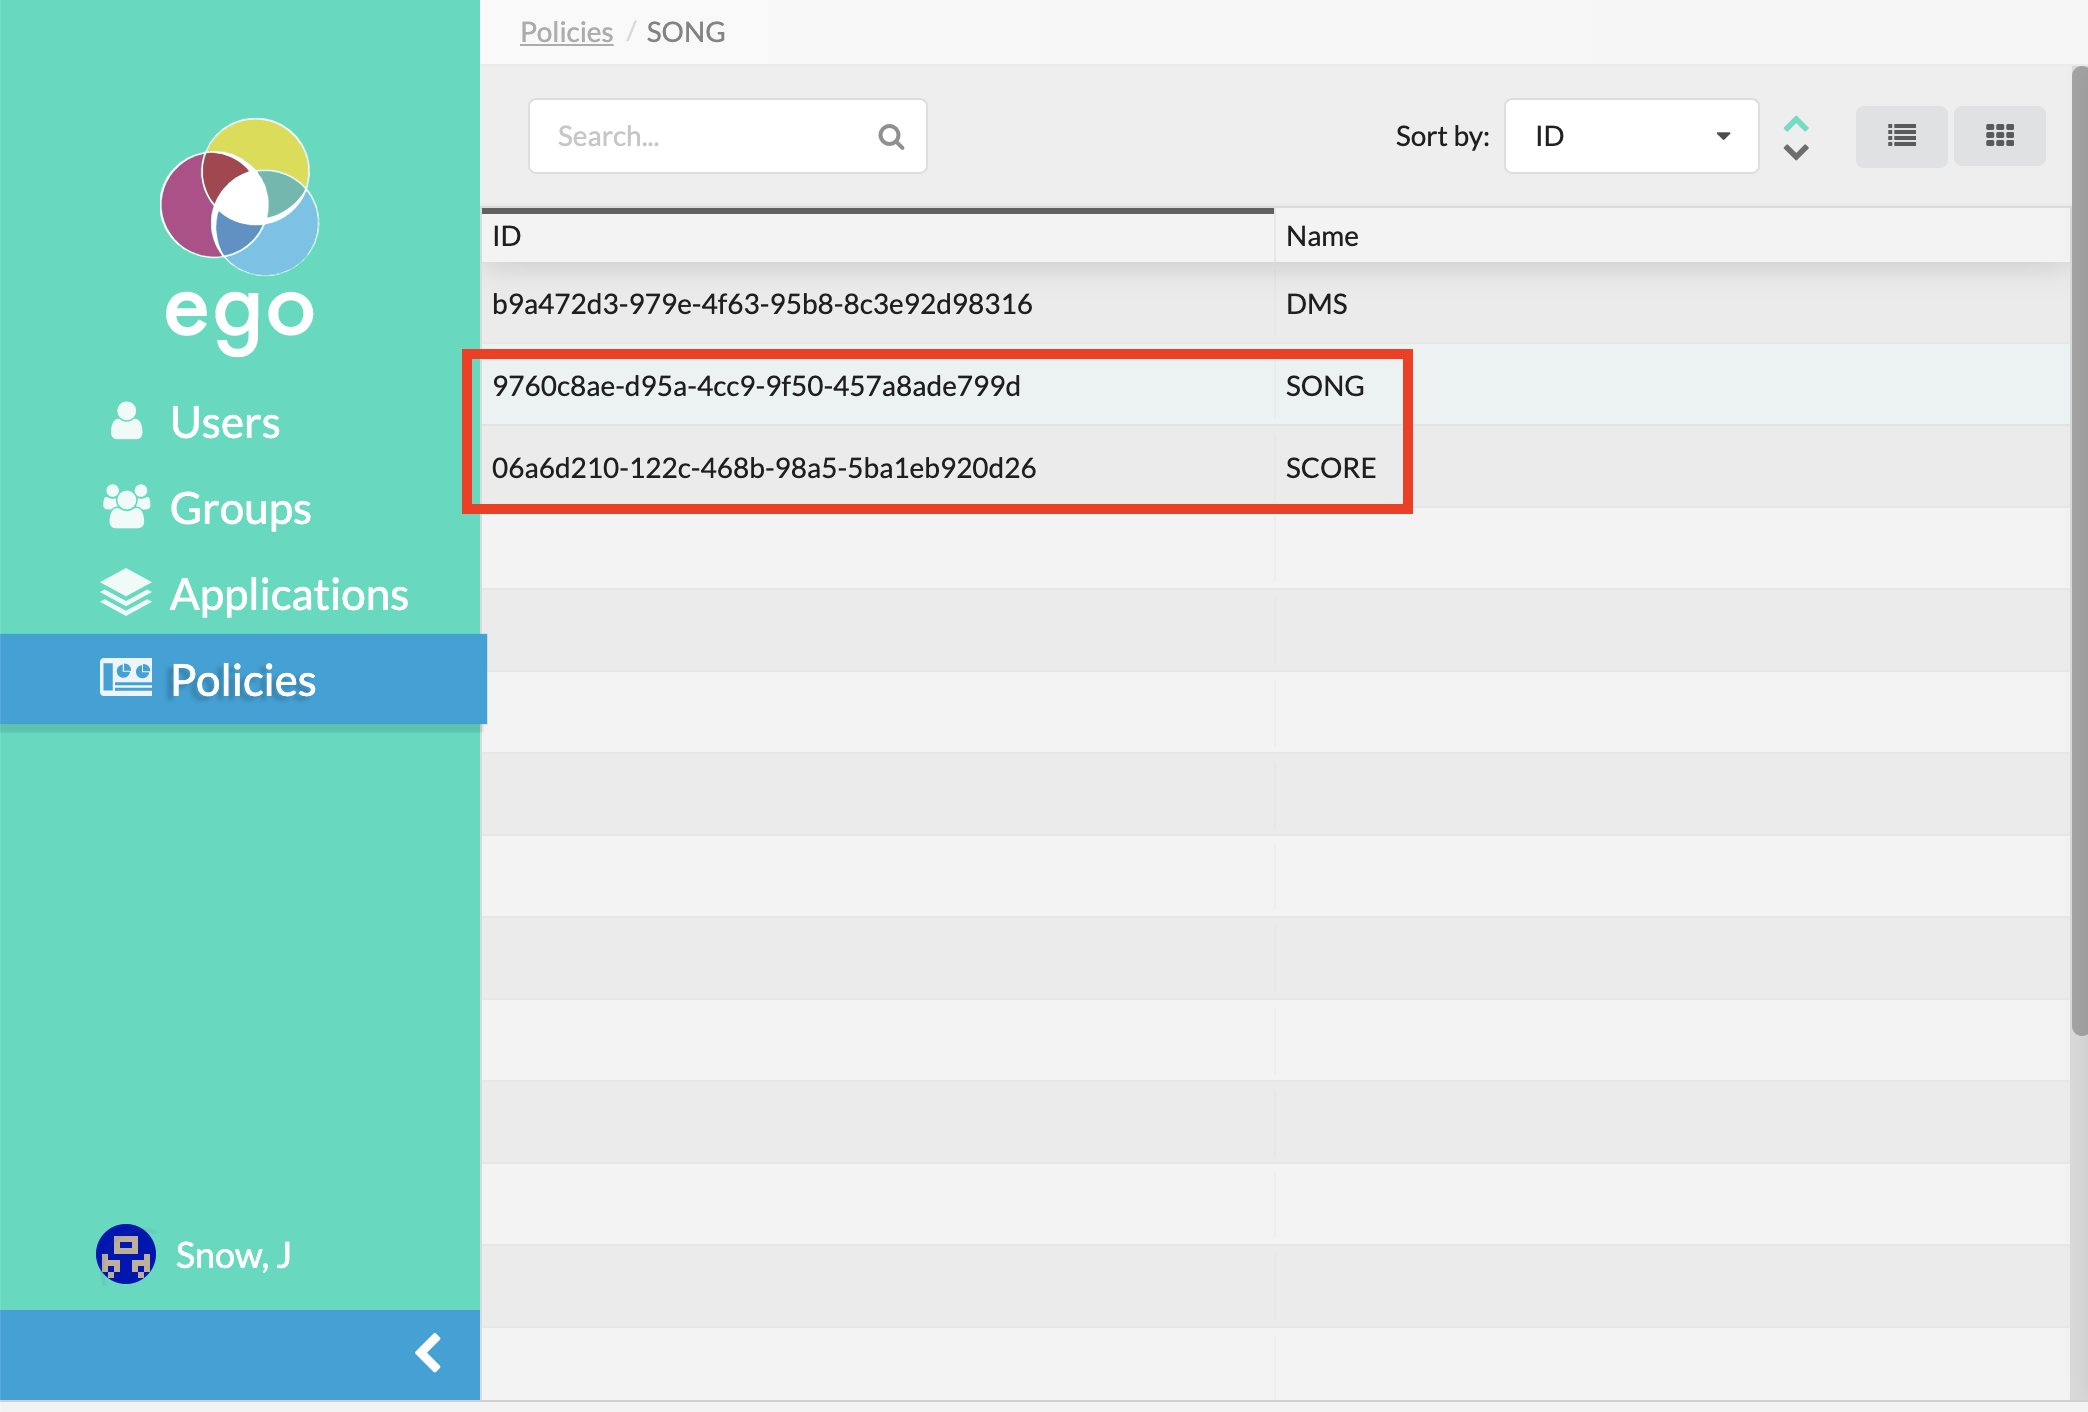 Policies / SONG
Search...
Sort by: ID
ego
Users
Groups
Applications
Policies
Snow, J
ID Name
b9a472d3-979e-4f63-95b8-8c3e92d98316 DMS
9760c8ae-d95a-4cc9-9f50-457a8ade799d SONG
06a6d210-122c-468b-98a5-5ba1eb920d26 SCORE